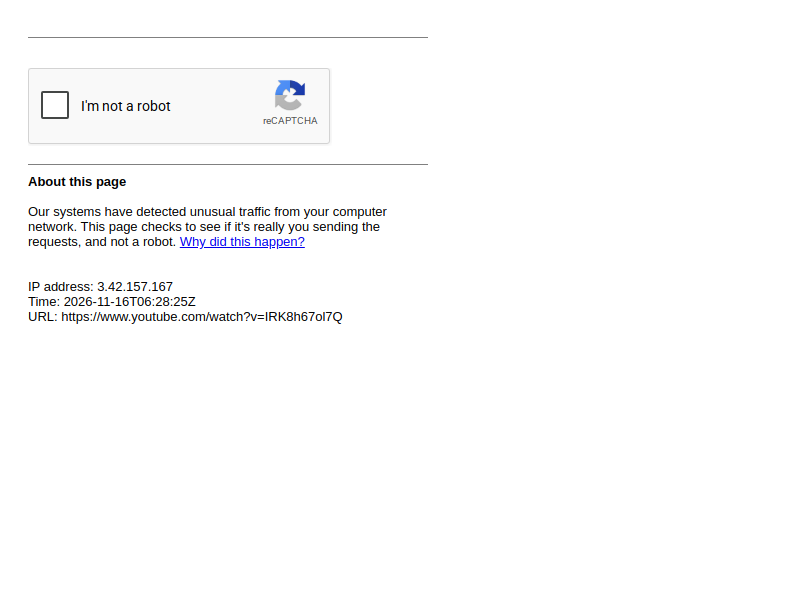 I'm not a robot
reCAPTCHA
About this page
Our systems have detected unusual traffic from your computer
network. This page checks to see if it's really you sending the
requests, and not a robot. Why did this happen?
IP address: 3.42.157.167
Time: 2026-11-16T06:28:25Z
URL: https://www.youtube.com/watch?v=IRK8h67ol7Q